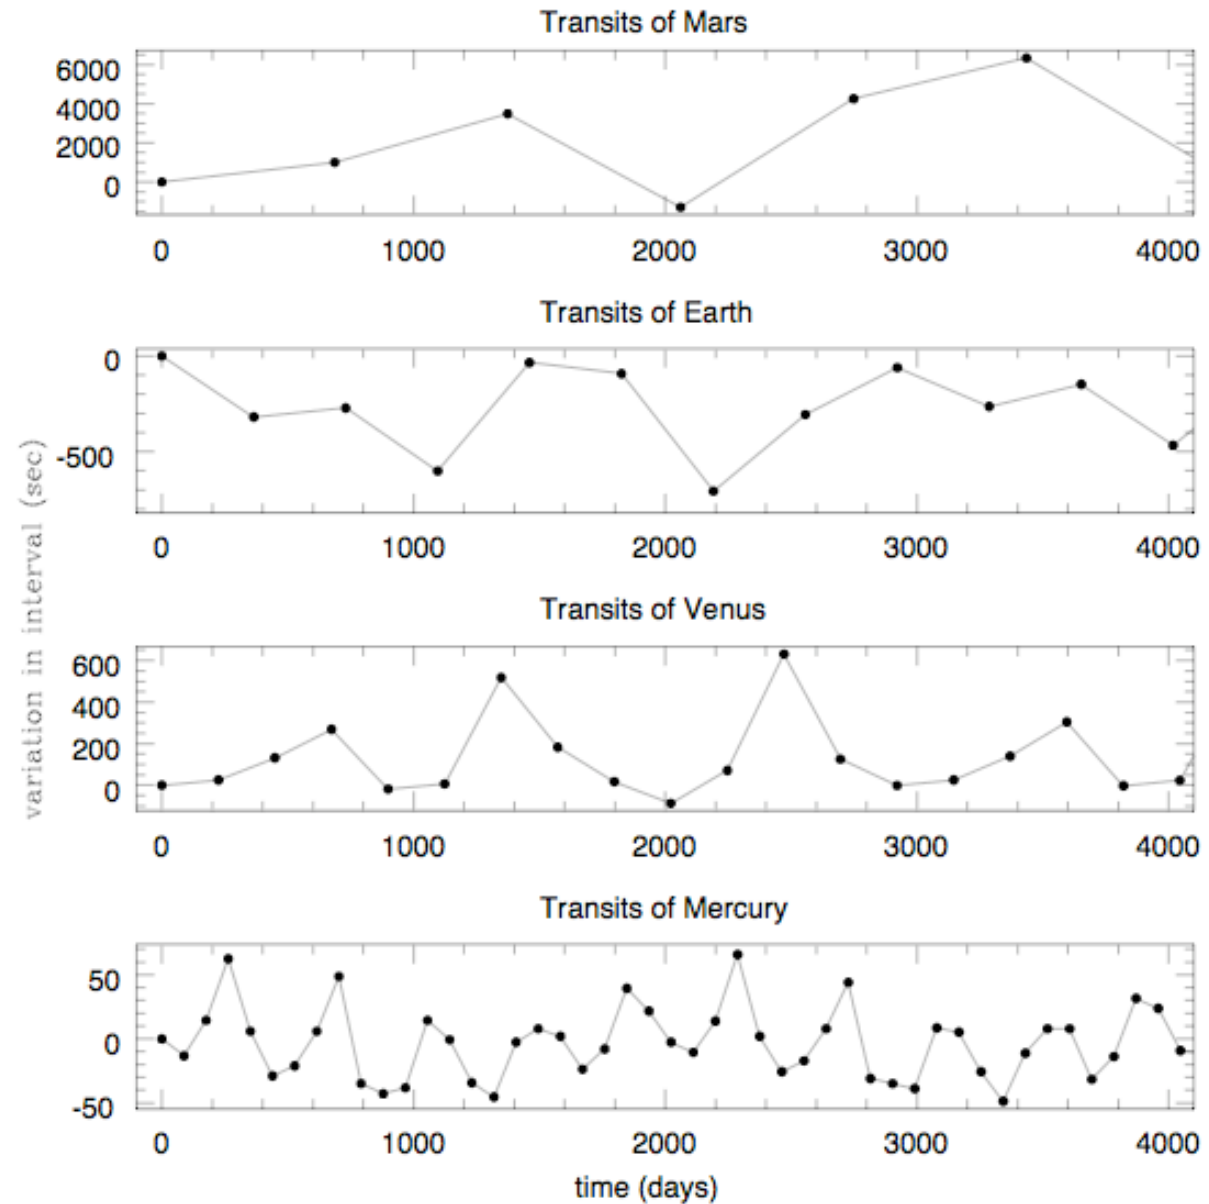 Transits of Mars
6000
4000
2000
0
0 1000 2000 3000 4000
Transits of Earth
0
-500
0 1000 2000 3000 4000
variation in interval (sec)
Transits of Venus
600
400
200
0
0 1000 2000 3000 4000
Transits of Mercury
50
0
-50
0 1000 2000 3000 4000
time (days)